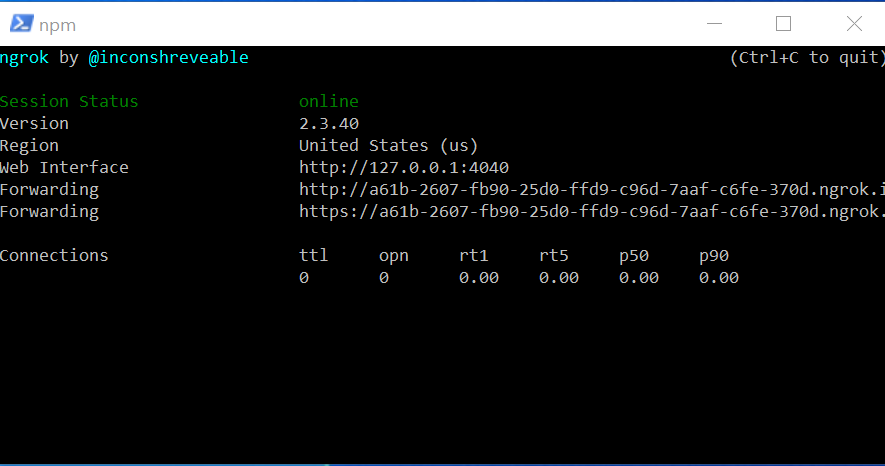 npm
ngrok by @inconshreveable (Ctrl+C to quit)
Session Status online
Version 2.3.40
Region United States (us)
Web Interface http://127.0.0.1:4040
Forwarding http://a61b-2607-fb90-25d0-ffd9-c96d-7aaf-c6fe-370d.ngrok.i
Forwarding https://a61b-2607-fb90-25d0-ffd9-c96d-7aaf-c6fe-370d.ngrok.
Connections ttl opn rt1 rt5 p50 p90
0 0 0.00 0.00 0.00 0.00